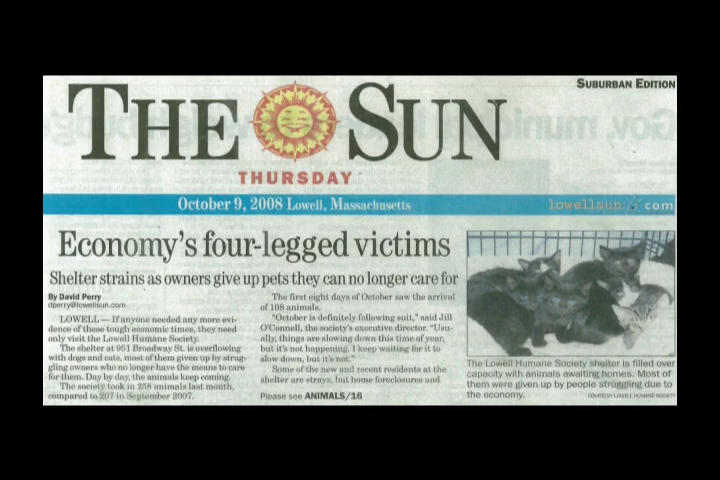 SUBURBAN EDITION
THE SUN
THURSDAY
October 9, 2008 Lowell, Massachusetts
lowellsun com
Economy's four-legged victims
Shelter strains as owners give up pets they can no longer care for
By David Perry
dperry@lowellsun.com
LOWELL — If anyone needed any more evi-
dence of these tough economic times, they need
only visit the Lowell Humane Society.
The shelter at 951 Broadway St. is overflowing
with dogs and cats, most of them given up by strug-
gling owners who no longer have the means to care
for them. Day by day, the animals keep coming.
The society took in 258 animals last month,
compared to 207 in September 2007.
The first eight days of October saw the arrival
of 108 animals.
"October is definitely following suit," said Jill
O'Connell, the society's executive director. "Usu-
ally, things are slowing down this time of year,
but it's not happening. I keep waiting for it to
slow down, but it's not."
Some of the new and recent residents at the
shelter are strays, but home foreclosures and
Please see ANIMALS/16
The Lowell Humane Society shelter is filled over
capacity with animals awaiting homes. Most of
them were given up by people struggling due to
the economy.
COURTESY LOWELL HUMANE SOCIETY